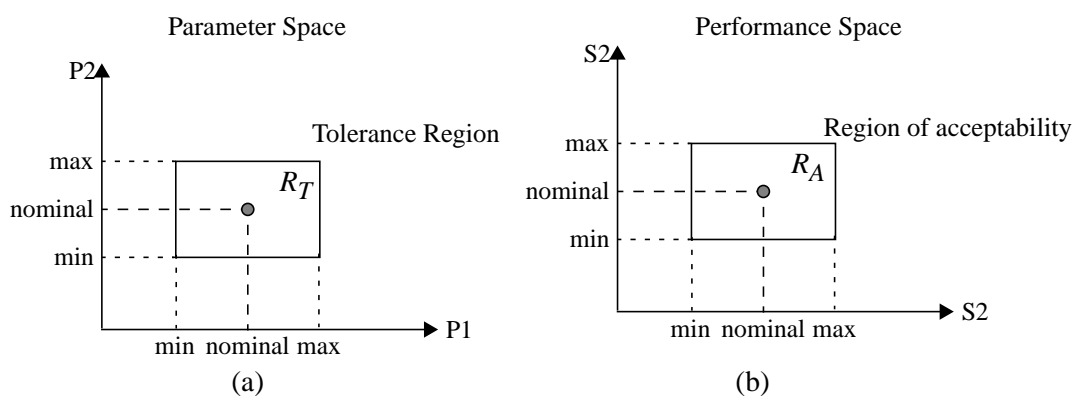 Parameter Space
P2
Tolerance Region
max
R_T
nominal
min
P1
min nominal max
(a)
Performance Space
S2
Region of acceptability
max
R_A
nominal
min
S2
min nominal max
(b)